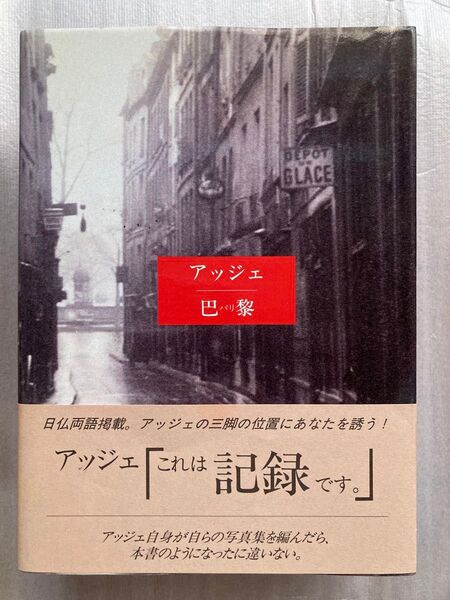 DÉPÔT
DE
GLACE
アッジェ
巴パリ黎
日仏両語掲載。アッジェの三脚の位置にあなたを誘う！
アッジェ「これは記録です。」
アッジェ自身が自らの写真集を編んだら、
本書のようになったに違いない。